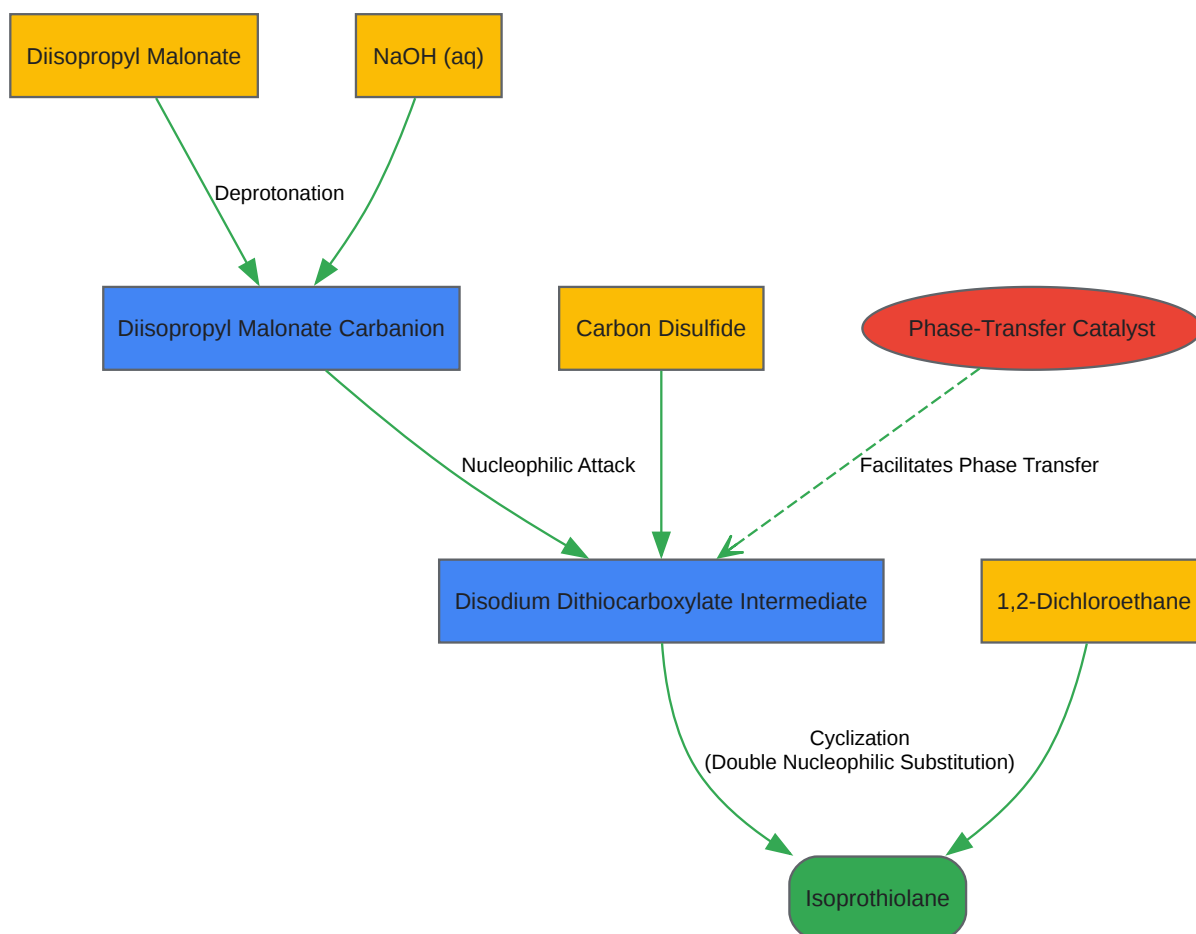 Diisopropyl Malonate
NaOH (aq)
Deprotonation
Diisopropyl Malonate Carbanion
Carbon Disulfide
Phase-Transfer Catalyst
Nucleophilic Attack
Facilitates Phase Transfer
Disodium Dithiocarboxylate Intermediate
1,2-Dichloroethane
Cyclization
(Double Nucleophilic Substitution)
Isoprothiolane